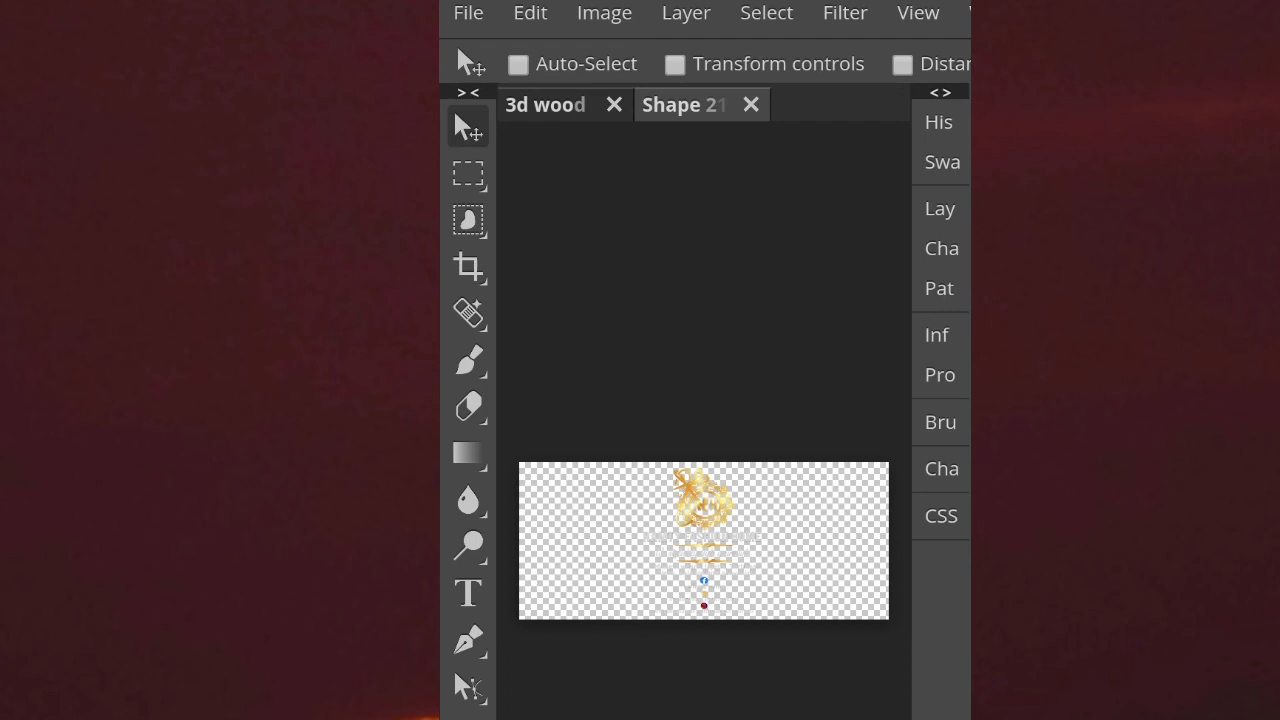 File Edit Image Layer Select Filter View
Auto-Select Transform controls Distan
> < < >
3d wood Shape 21
His
Swa
Lay
Cha
Pat
Inf
Pro
Bru
Cha
CSS